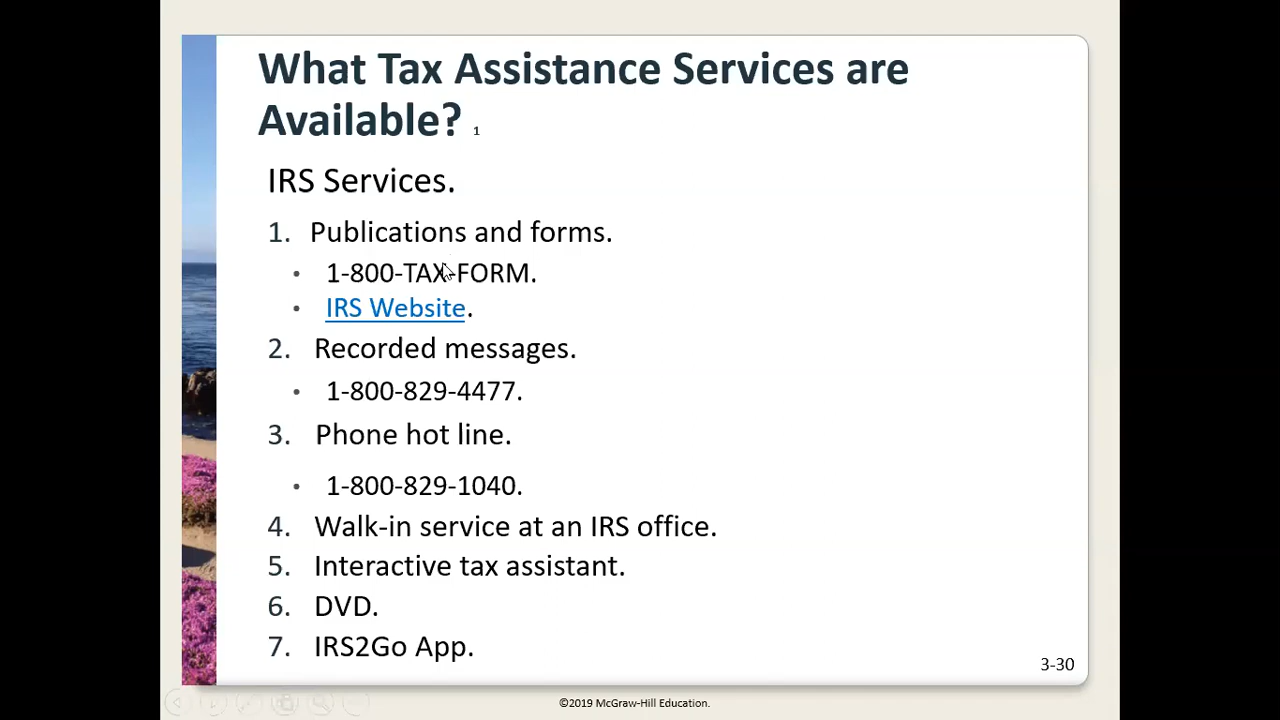 What Tax Assistance Services are
Available? 1
IRS Services.
1. Publications and forms.
• 1-800-TAX-FORM.
• IRS Website.
2. Recorded messages.
• 1-800-829-4477.
3. Phone hot line.
• 1-800-829-1040.
4. Walk-in service at an IRS office.
5. Interactive tax assistant.
6. DVD.
7. IRS2Go App.
3-30
©2019 McGraw-Hill Education.